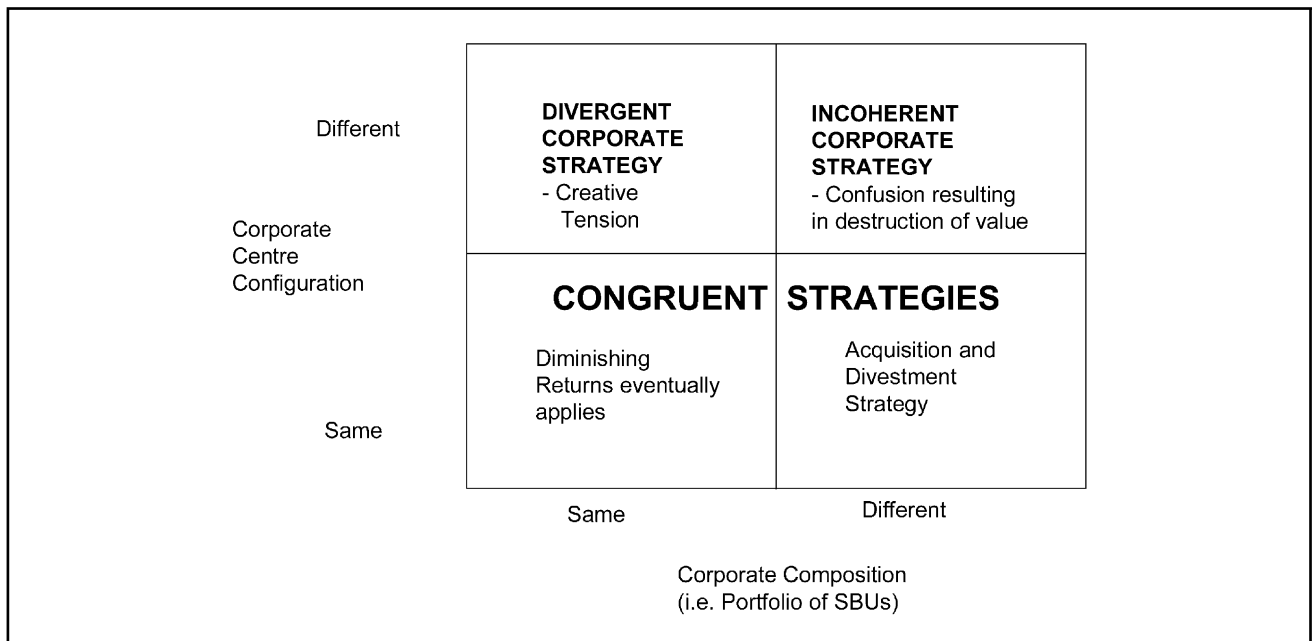 Different
Corporate
Centre
Configuration
Same
DIVERGENT
CORPORATE
STRATEGY
- Creative
Tension
INCOHERENT
CORPORATE
STRATEGY
- Confusion resulting
in destruction of value
CONGRUENT STRATEGIES
Diminishing
Returns eventually
applies
Acquisition and
Divestment
Strategy
Same
Different
Corporate Composition
(i.e. Portfolio of SBUs)